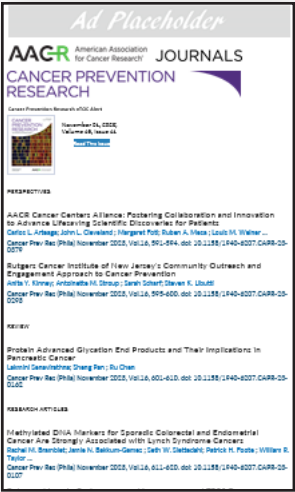 Ad Placeholder
AACR American Association
for Cancer Research® JOURNALS
CANCER PREVENTION
RESEARCH
Cancer Prevention Research eTOC Alert
CANCER
PREVENTION
RESEARCH
November 01,
Volume Issue
Read This Issue
PERSPECTIVES
AACR Cancer Centers Alliance: Fostering Collaboration and Innovation
to Advance Lifesaving Scientific Discoveries for Patients
Carlos L. Arteaga; John L. Cleveland; Margaret Foti; Ruben A. Mesa; Louis M. Weiner ...
Cancer Prev Res (Phila) November 2023, Vol.16, 591-594. doi: 10.1158/1940-6207.CAPR-23-
Rutgers Cancer Institute of New Jersey's Community Outreach and
Engagement Approach to Cancer Prevention
Anita Y. Kinney; Antoinette M. Stroup; Sarah Scharf; Steven K. Libutti
Cancer Prev Res (Phila) November 2023, Vol.16, 595-600. doi: 10.1158/1940-6207.CAPR-23-
REVIEW
Protein Advanced Glycation End Products and Their Implications in
Pancreatic Cancer
Lakmini Senavirathna; Sheng Pan; Ru Chen
Cancer Prev Res (Phila) November 2023, Vol.16, 601-610. doi: 10.1158/1940-6207.CAPR-23-
0162
RESEARCH ARTICLES
Methylated DNA Markers for Sporadic Colorectal and Endometrial
Cancer Are Strongly Associated with Lynch Syndrome Cancers
Rachel M. Bramblet; Jamie N. Bakkum-Gamez; Seth W. Slettedahl; Patrick H. Foote; William R.
Taylor ...
Cancer Prev Res (Phila) November 2023, Vol.16, 611-620. doi: 10.1158/1940-6207.CAPR-23-
0107